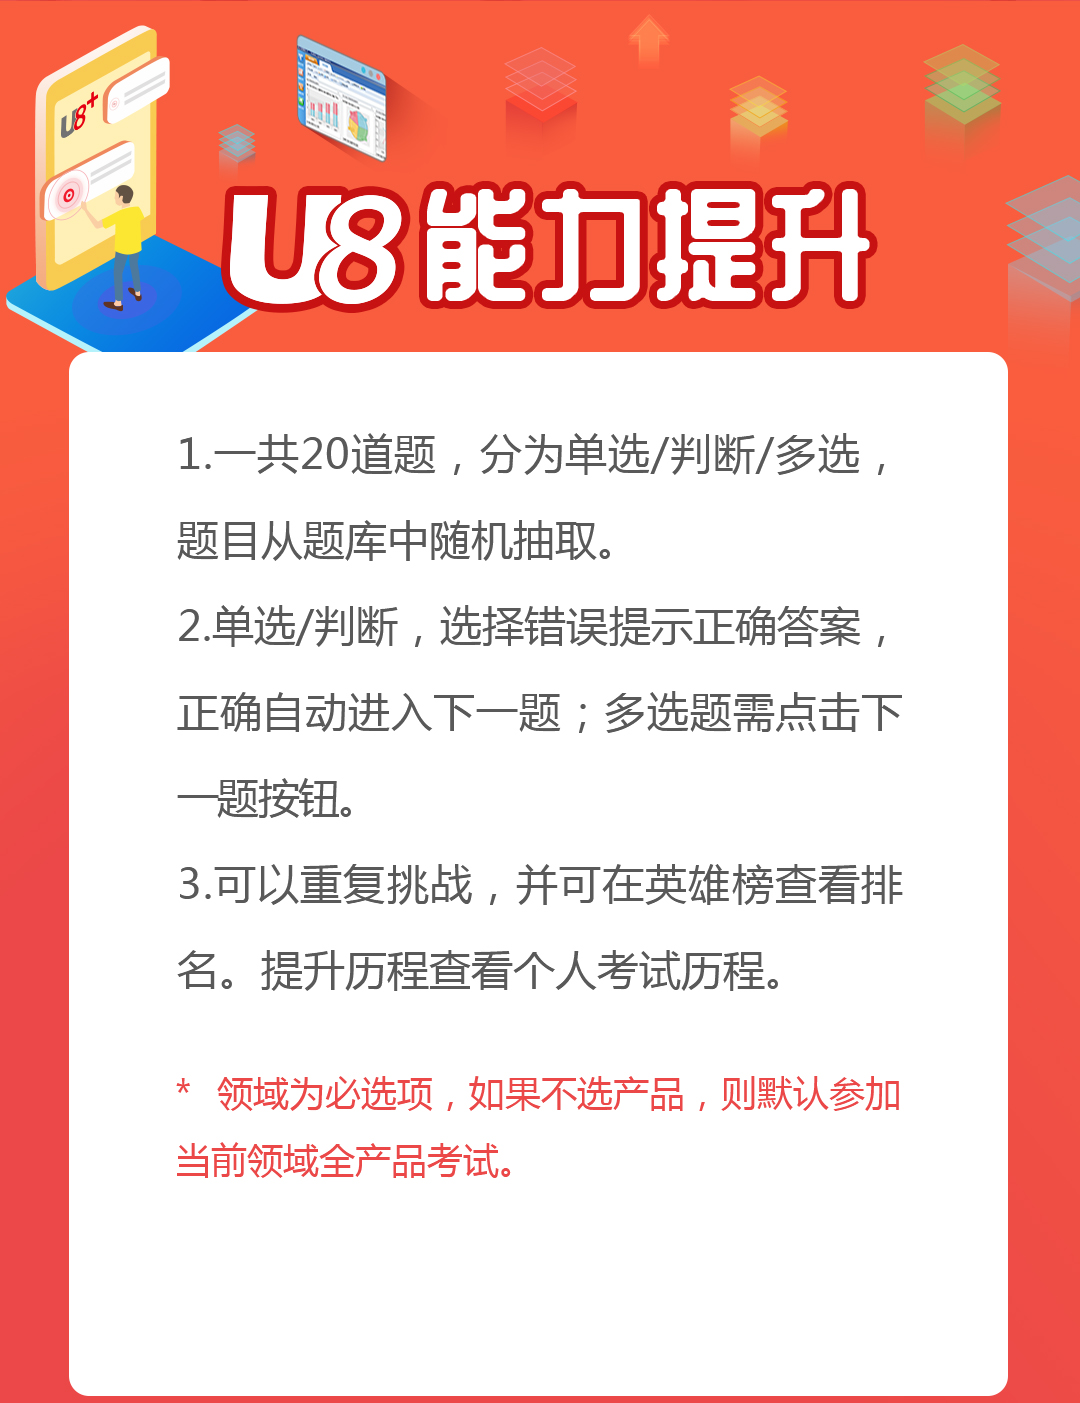 U8+
U8能力提升
1.一共20道题，分为单选/判断/多选，
题目从题库中随机抽取。
2.单选/判断，选择错误提示正确答案，
正确自动进入下一题；多选题需点击下
一题按钮。
3.可以重复挑战，并可在英雄榜查看排
名。提升历程查看个人考试历程。
* 领域为必选项，如果不选产品，则默认参加
当前领域全产品考试。